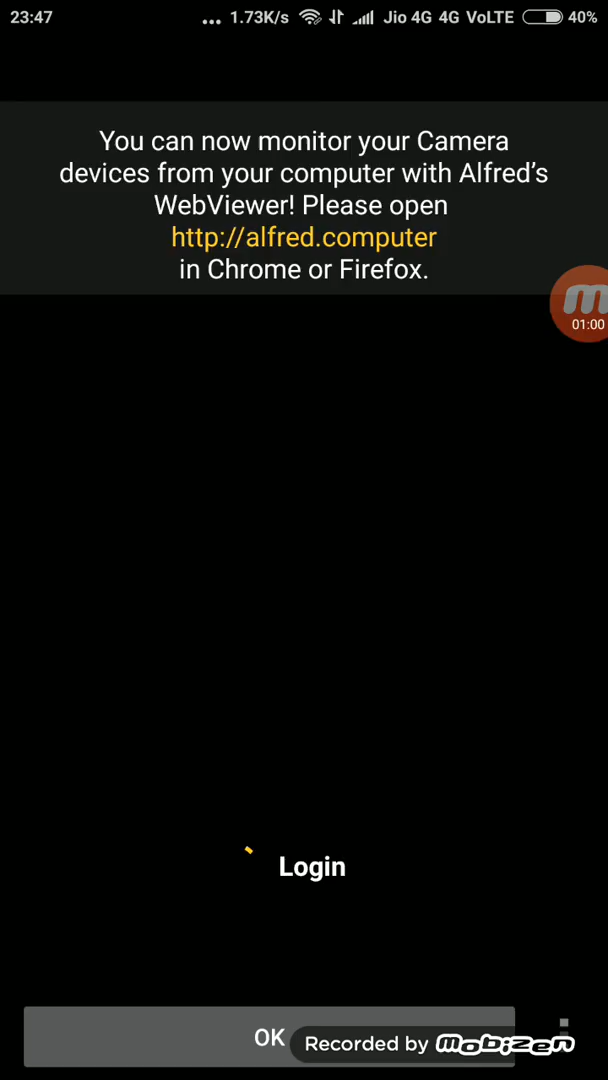 23:47 ... 1.73K/s Jio 4G 4G VoLTE 40%
You can now monitor your Camera
devices from your computer with Alfred’s
WebViewer! Please open
http://alfred.computer
in Chrome or Firefox.
01:00
Login
OK
Recorded by mobizen